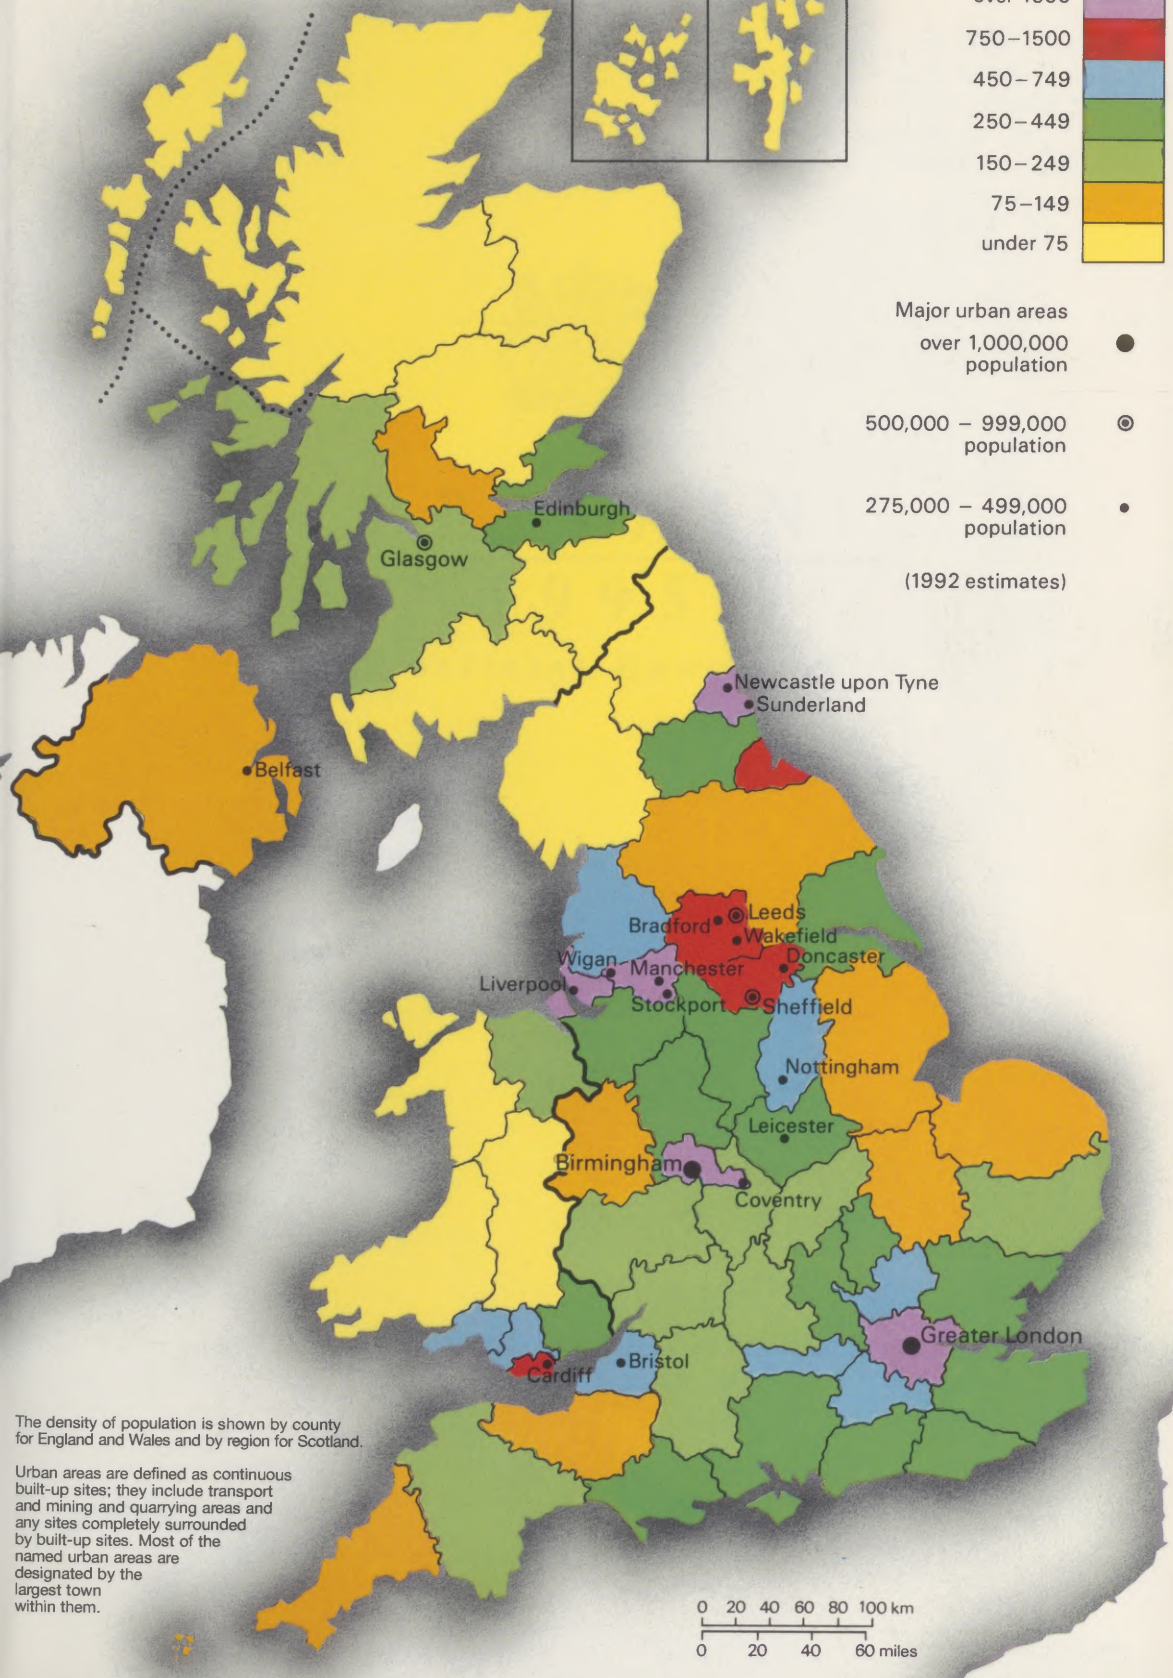 750–1500
450–749
250–449
150–249
75–149
under 75
Major urban areas
over 1,000,000
population
500,000 – 999,000
population
275,000 – 499,000
population
(1992 estimates)
Edinburgh
Glasgow
Newcastle upon Tyne
Sunderland
Belfast
Leeds
Bradford
Wakefield
Doncaster
Wigan
Manchester
Liverpool
Stockport
Sheffield
Nottingham
Leicester
Birmingham
Coventry
Greater London
Bristol
Cardiff
The density of population is shown by county
for England and Wales and by region for Scotland.
Urban areas are defined as continuous
built-up sites; they include transport
and mining and quarrying areas and
any sites completely surrounded
by built-up sites. Most of the
named urban areas are
designated by the
largest town
within them.
0 20 40 60 80 100 km
0 20 40 60 miles